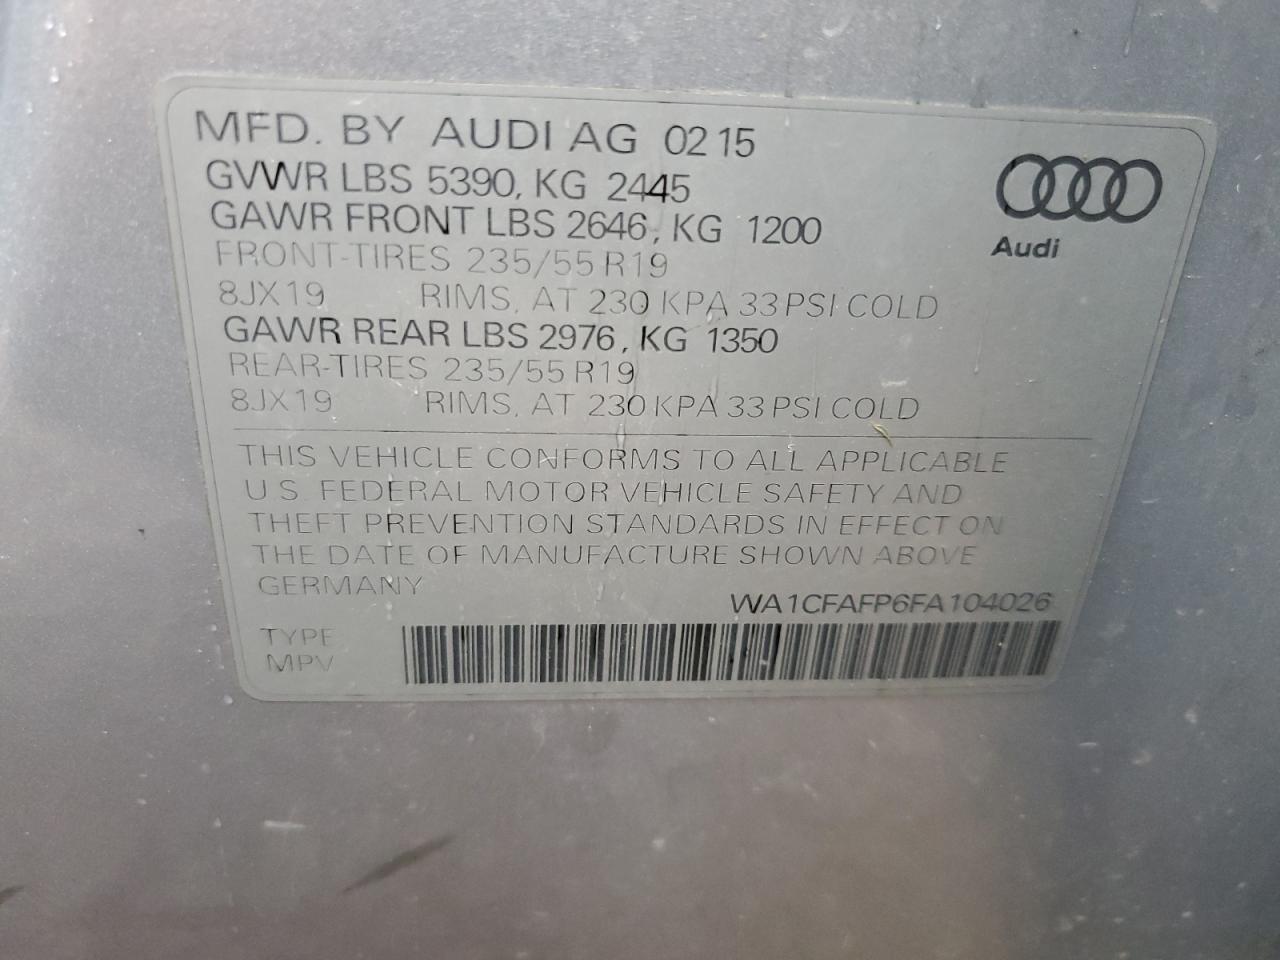 MFD. BY AUDI AG 02 15
GVWR LBS 5390, KG 2445
GAWR FRONT LBS 2646, KG 1200
FRONT-TIRES 235/55 R19
8JX19 RIMS, AT 230 KPA 33 PSI COLD
GAWR REAR LBS 2976, KG 1350
REAR-TIRES 235/55 R19
8JX19 RIMS, AT 230 KPA 33 PSI COLD
Audi
THIS VEHICLE CONFORMS TO ALL APPLICABLE
U.S. FEDERAL MOTOR VEHICLE SAFETY AND
THEFT PREVENTION STANDARDS IN EFFECT ON
THE DATE OF MANUFACTURE SHOWN ABOVE
GERMANY
WA1CFAFP6FA104026
TYPE
MPV